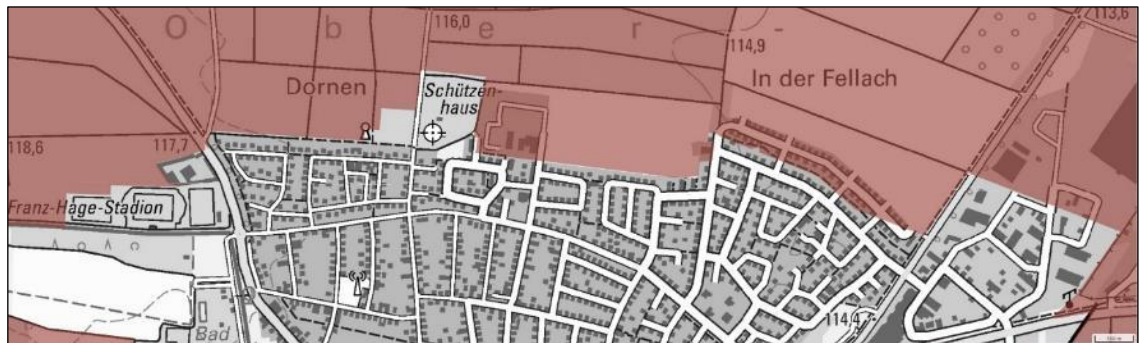 O b e r -
116,0
113,6
114,9
Dornen
Schützen-
haus
In der Fellach
118,6
117,7
Franz-Hage-Stadion
114,4
Bad